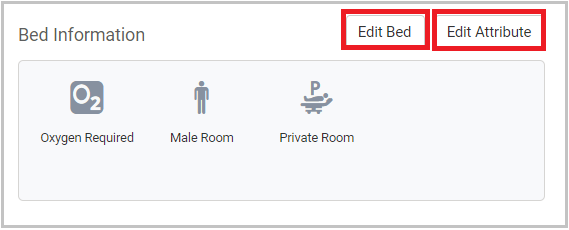 Bed Information
Edit Bed
Edit Attribute
O2
P
Oxygen Required
Male Room
Private Room